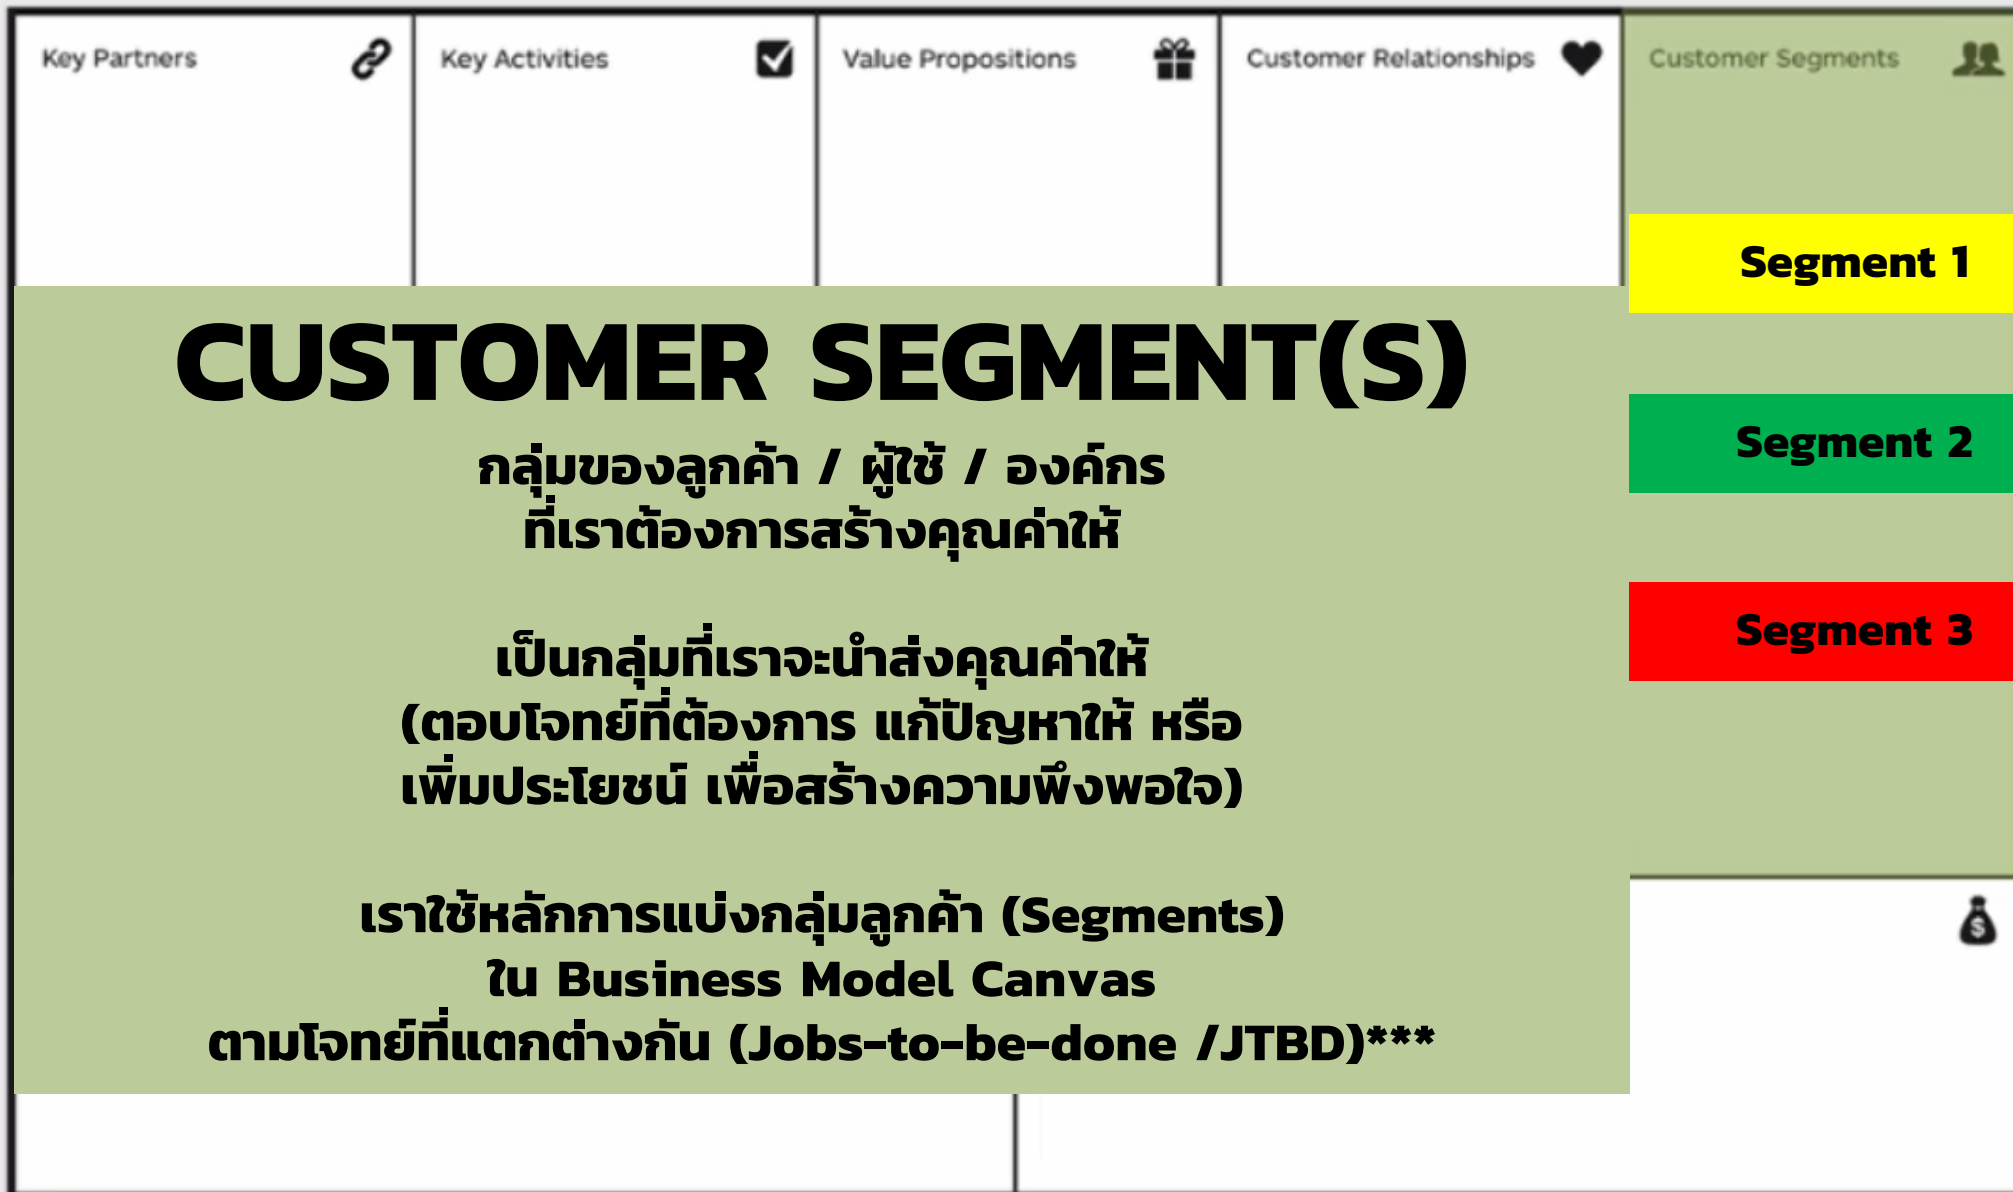 Key Partners
Key Activities
Value Propositions
Customer Relationships
Customer Segments
Segment 1
Segment 2
Segment 3
CUSTOMER SEGMENT(S)
กลุ่มของลูกค้า / ผู้ใช้ / องค์กร
ที่เราต้องการสร้างคุณค่าให้
เป็นกลุ่มที่เราจะนำส่งคุณค่าให้
(ตอบโจทย์ที่ต้องการ แก้ปัญหาให้ หรือ
เพิ่มประโยชน์ เพื่อสร้างความพึงพอใจ)
เราใช้หลักการแบ่งกลุ่มลูกค้า (Segments)
ใน Business Model Canvas
ตามโจทย์ที่แตกต่างกัน (Jobs-to-be-done /JTBD)***
$